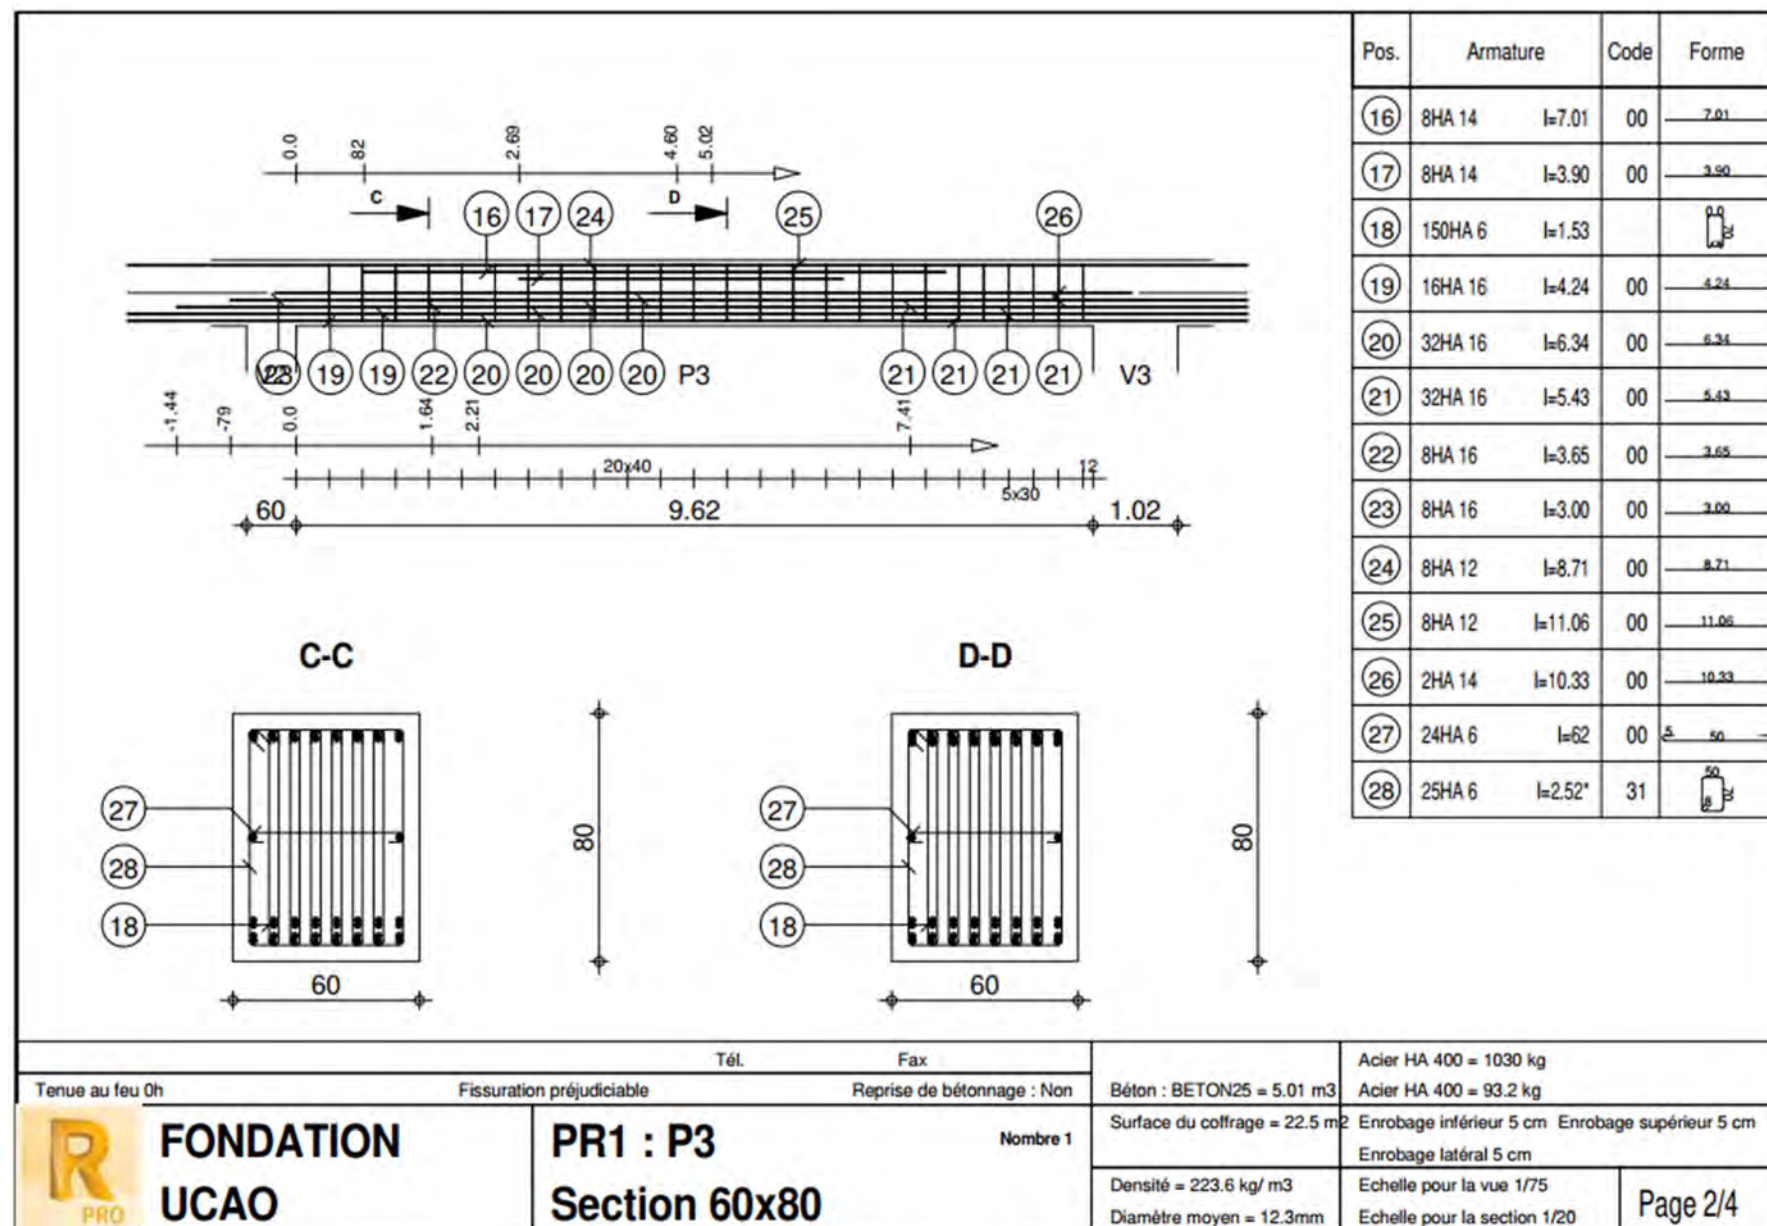 0.0 82 2.69 4.60 5.02
C D
16 17 24 25 26
23 19 19 22 20 20 20 20 P3 21 21 21 21 V3
-1.44 -79 0.0 1.64 2.21 7.41
20x40 12
5x30
60 9.62 1.02
C-C D-D
27 27
28 80 28 80
18 18
60 60
Pos. Armature Code Forme
16 8HA 14 l=7.01 00 7.01
17 8HA 14 l=3.90 00 3.90
18 150HA 6 l=1.53 0.0 70
19 16HA 16 l=4.24 00 4.24
20 32HA 16 l=6.34 00 6.34
21 32HA 16 l=5.43 00 5.43
22 8HA 16 l=3.65 00 3.65
23 8HA 16 l=3.00 00 3.00
24 8HA 12 l=8.71 00 8.71
25 8HA 12 l=11.06 00 11.06
26 2HA 14 l=10.33 00 10.33
27 24HA 6 l=62 00 5 50
28 25HA 6 l=2.52* 31 50 70
Tél. Fax
Tenue au feu 0h Fissuration préjudiciable Reprise de bétonnage : Non
Béton : BETON25 = 5.01 m3
Surface du coffrage = 22.5 m2
Densité = 223.6 kg/ m3
Diamètre moyen = 12.3mm
Acier HA 400 = 1030 kg
Acier HA 400 = 93.2 kg
Enrobage inférieur 5 cm Enrobage supérieur 5 cm
Enrobage latéral 5 cm
Echelle pour la vue 1/75
Echelle pour la section 1/20
Page 2/4
R
PRO
FONDATION
UCAO
PR1 : P3
Nombre 1
Section 60x80